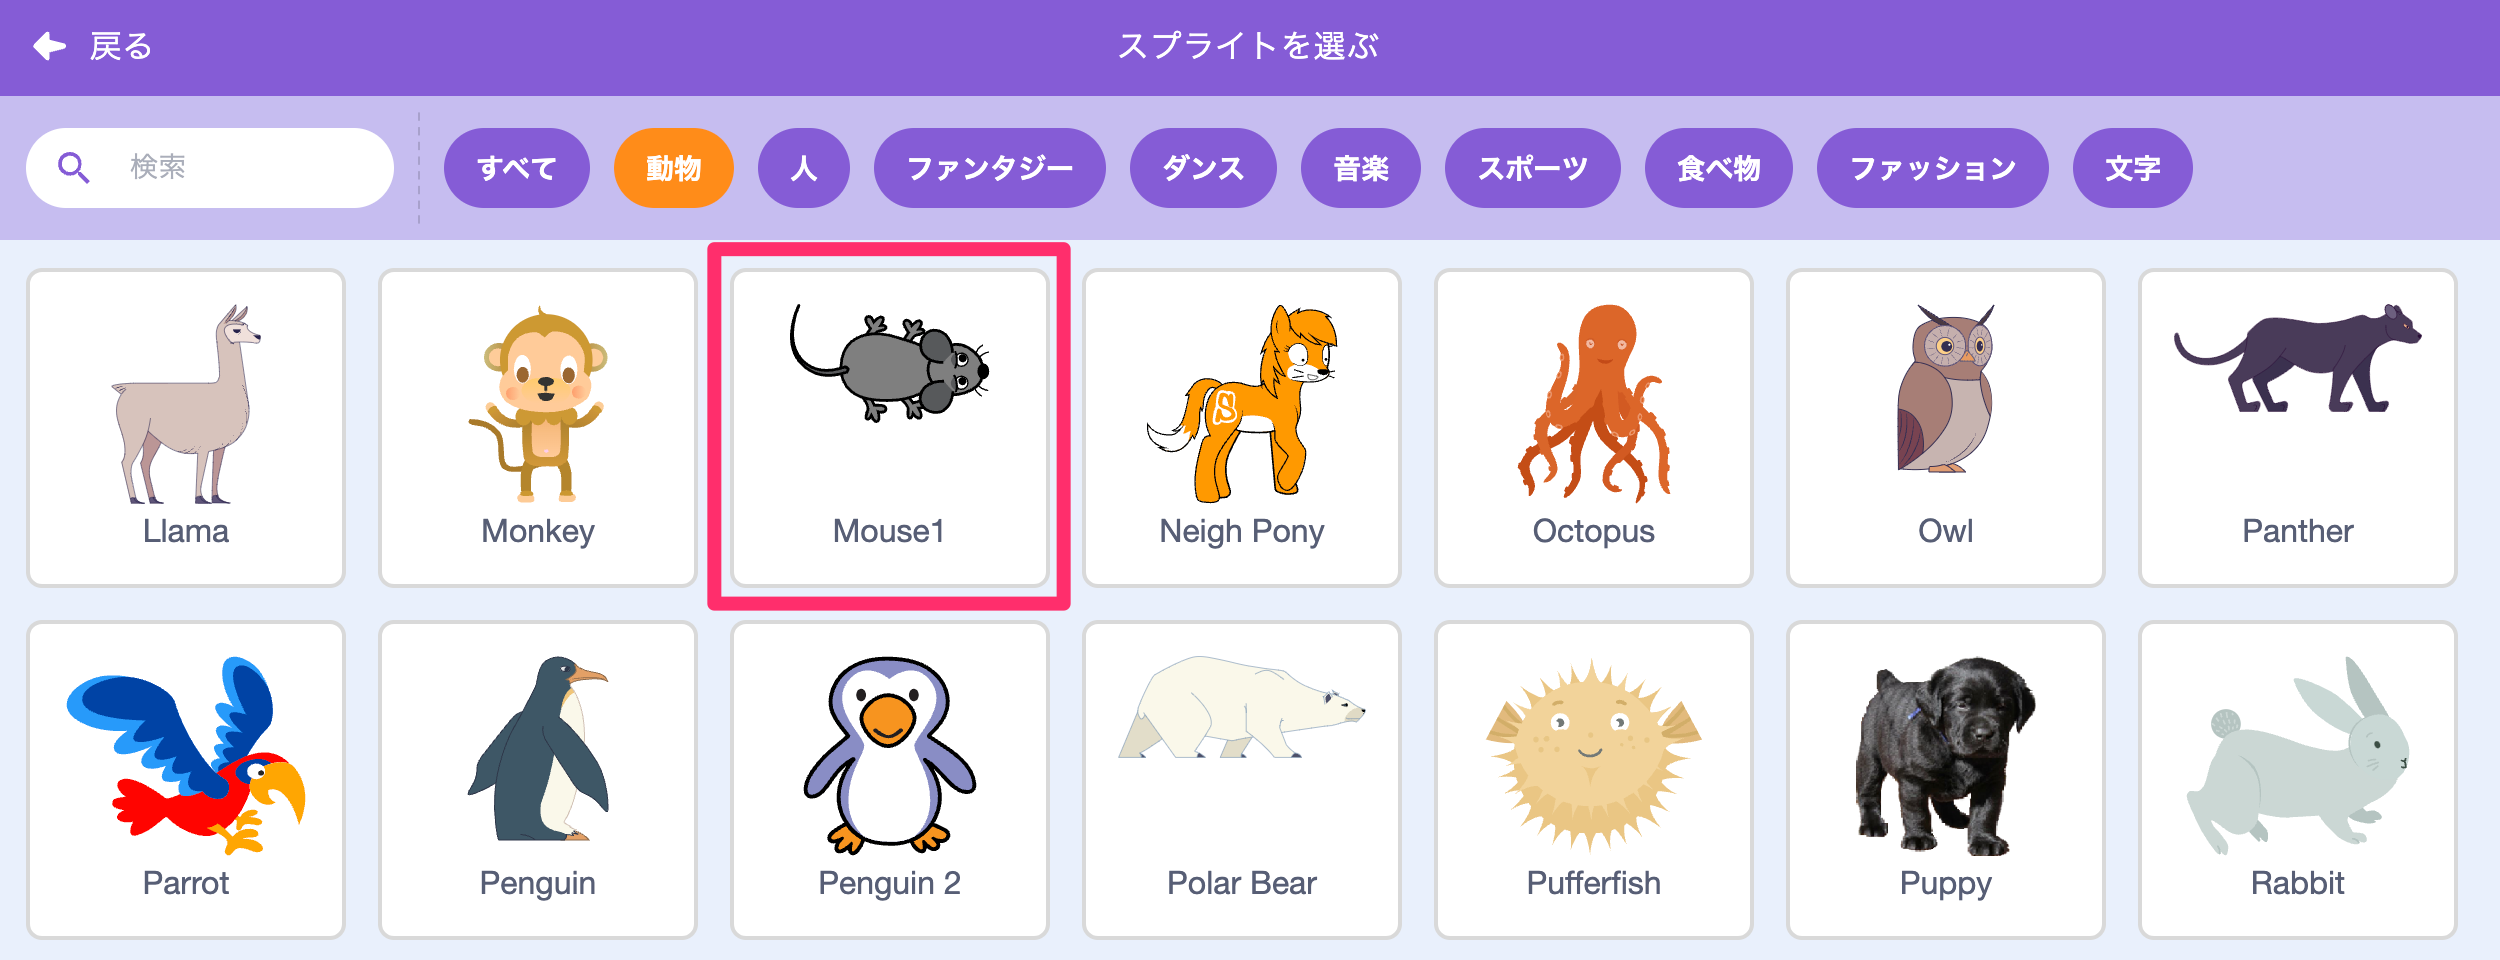 戻る
スプライトを選ぶ
検索
すべて
動物
人
ファンタジー
ダンス
音楽
スポーツ
食べ物
ファッション
文字
Llama
Monkey
Mouse1
Neigh Pony
Octopus
Owl
Panther
Parrot
Penguin
Penguin 2
Polar Bear
Pufferfish
Puppy
Rabbit